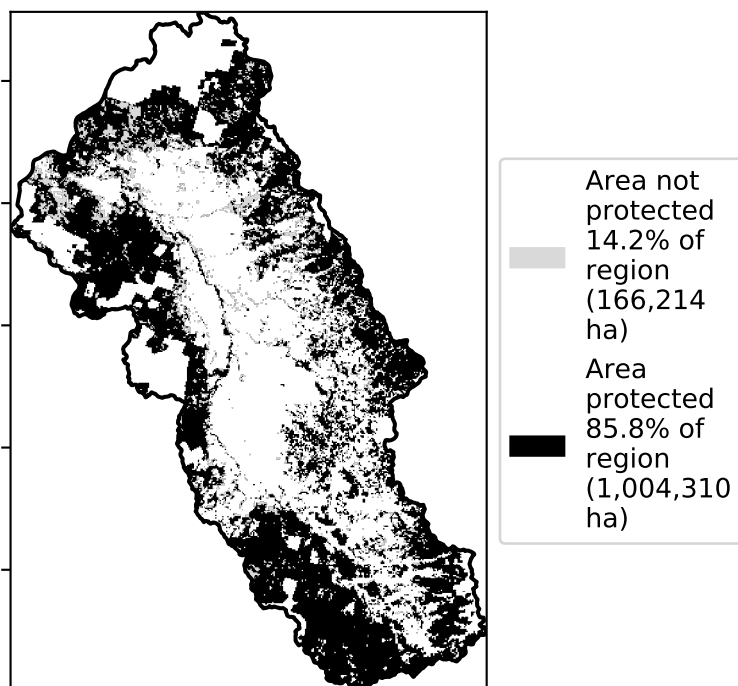 Area not
protected
14.2% of
region
(166,214
ha)
Area
protected
85.8% of
region
(1,004,310
ha)